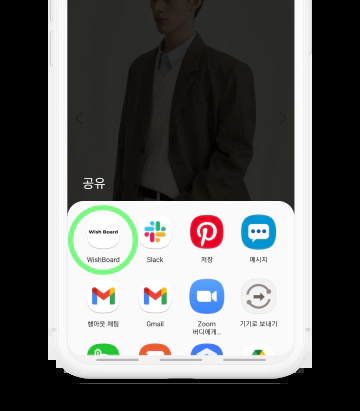 공유
Wish Board
WishBoard
Slack
저장
메시지
행아웃 채팅
Gmail
Zoom
버디에게...
기기로 보내기